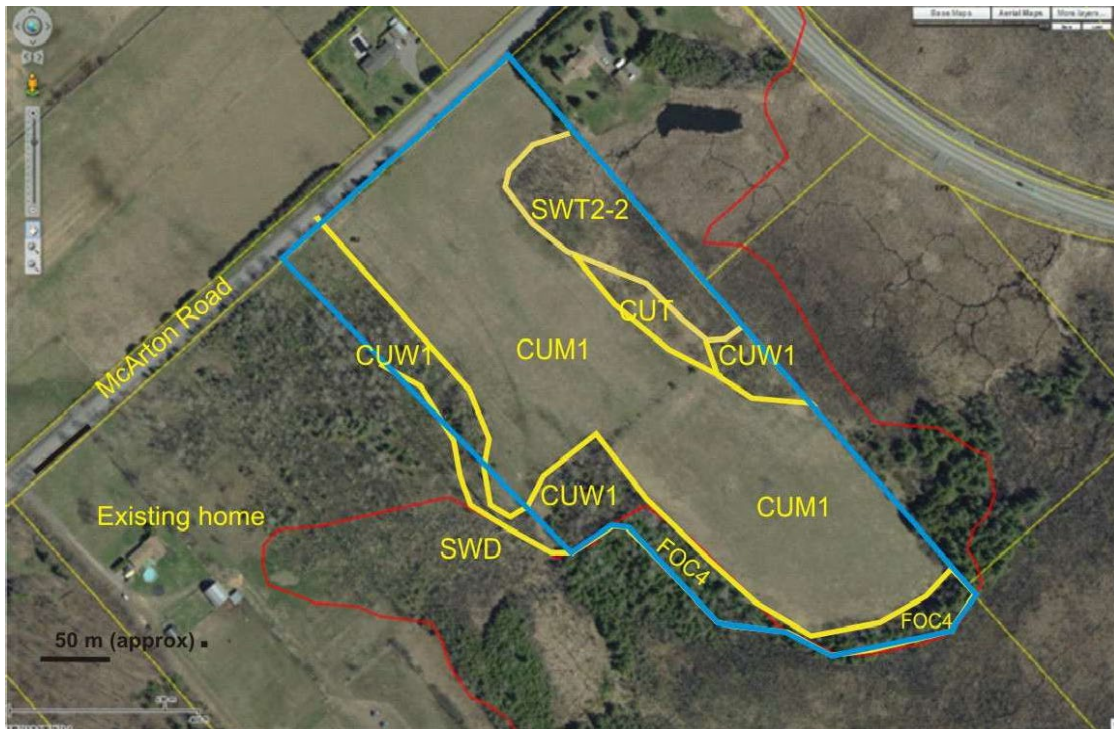 Base Maps
Aerial Maps
More layers...
SWT2-2
McArton Road
CUT
CUW1
CUM1
CUW1
CUW1
CUM1
Existing home
SWD
FOC4
FOC4
50 m (approx)